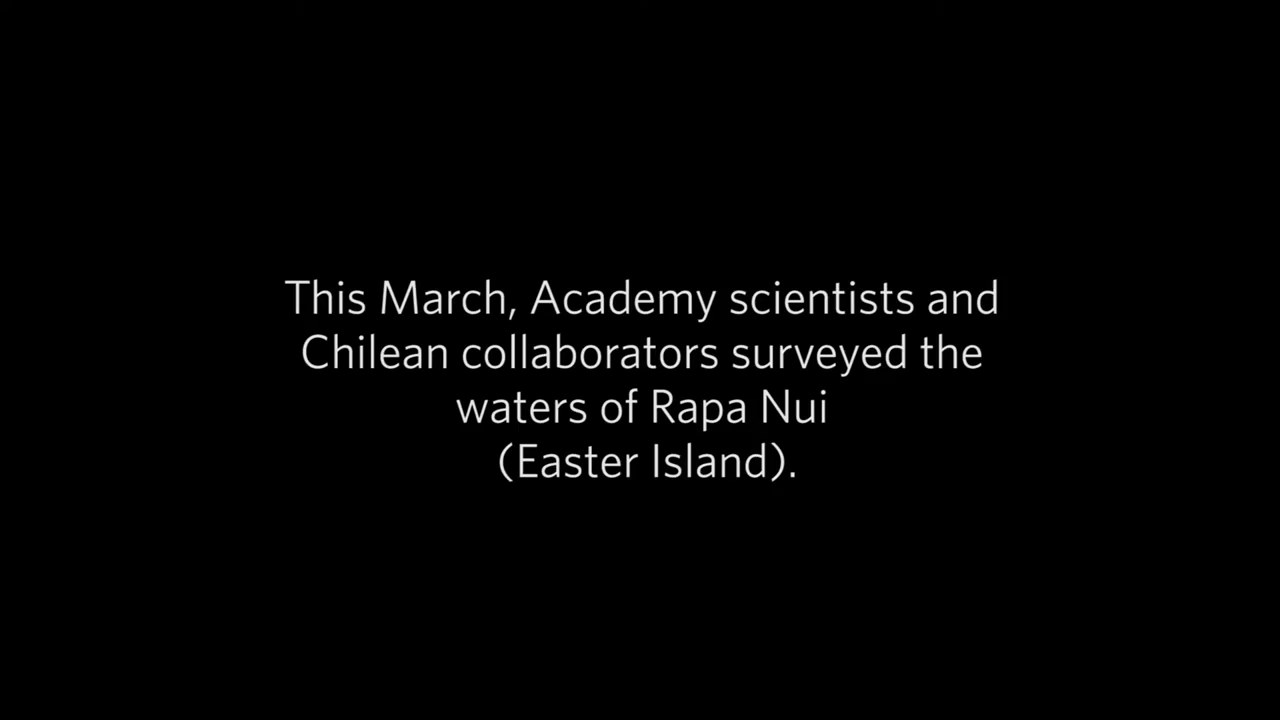 This March, Academy scientists and
Chilean collaborators surveyed the
waters of Rapa Nui
(Easter Island).